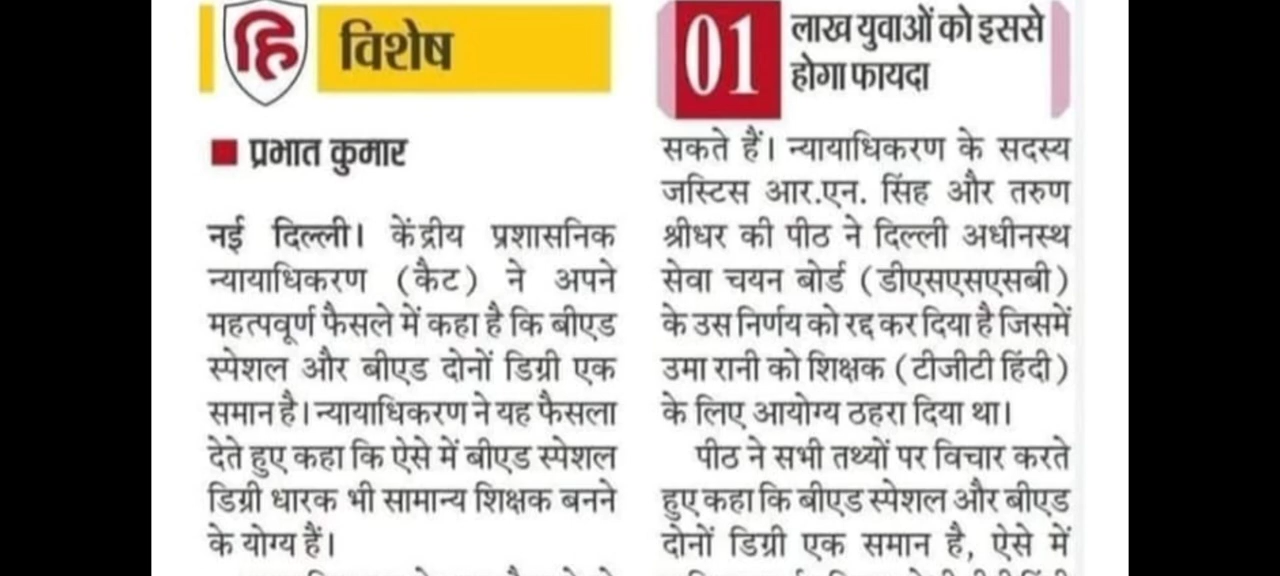 हि विशेष
■ प्रभात कुमार
नई दिल्ली। केंद्रीय प्रशासनिक
न्यायाधिकरण (कैट) ने अपने
महत्पवूर्ण फैसले में कहा है कि बीएड
स्पेशल और बीएड दोनों डिग्री एक
समान है। न्यायाधिकरण ने यह फैसला
देते हुए कहा कि ऐसे में बीएड स्पेशल
डिग्री धारक भी सामान्य शिक्षक बनने
के योग्य हैं।
01 लाख युवाओं को इससे
होगा फायदा
सकते हैं। न्यायाधिकरण के सदस्य
जस्टिस आर.एन. सिंह और तरुण
श्रीधर की पीठ ने दिल्ली अधीनस्थ
सेवा चयन बोर्ड (डीएसएसएसबी)
के उस निर्णय को रद्द कर दिया है जिसमें
उमा रानी को शिक्षक (टीजीटी हिंदी)
के लिए आयोग्य ठहरा दिया था।
पीठ ने सभी तथ्यों पर विचार करते
हुए कहा कि बीएड स्पेशल और बीएड
दोनों डिग्री एक समान है, ऐसे में